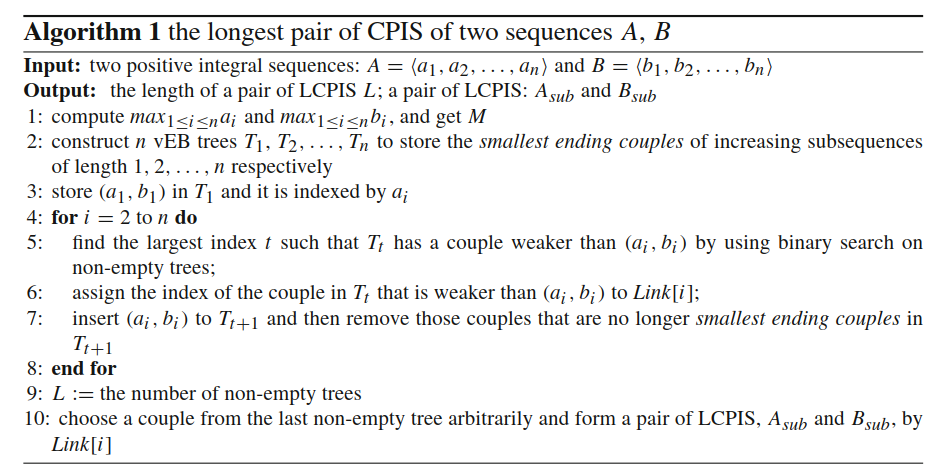 Algorithm 1 the longest pair of CPIS of two sequences A, B
Input: two positive integral sequences: A = ⟨a₁, a₂, . . . , aₙ⟩ and B = ⟨b₁, b₂, . . . , bₙ⟩
Output: the length of a pair of LCPIS L; a pair of LCPIS: A_sub and B_sub
1: compute max₁≤ᵢ≤ₙaᵢ and max₁≤ᵢ≤ₙbᵢ, and get M
2: construct n vEB trees T₁, T₂, . . . , Tₙ to store the smallest ending couples of increasing subsequences
of length 1, 2, . . . , n respectively
3: store (a₁, b₁) in T₁ and it is indexed by aᵢ
4: for i = 2 to n do
5: find the largest index t such that Tₜ has a couple weaker than (aᵢ, bᵢ) by using binary search on
non-empty trees;
6: assign the index of the couple in Tₜ that is weaker than (aᵢ, bᵢ) to Link[i];
7: insert (aᵢ, bᵢ) to Tₜ₊₁ and then remove those couples that are no longer smallest ending couples in
Tₜ₊₁
8: end for
9: L := the number of non-empty trees
10: choose a couple from the last non-empty tree arbitrarily and form a pair of LCPIS, A_sub and B_sub, by
Link[i]